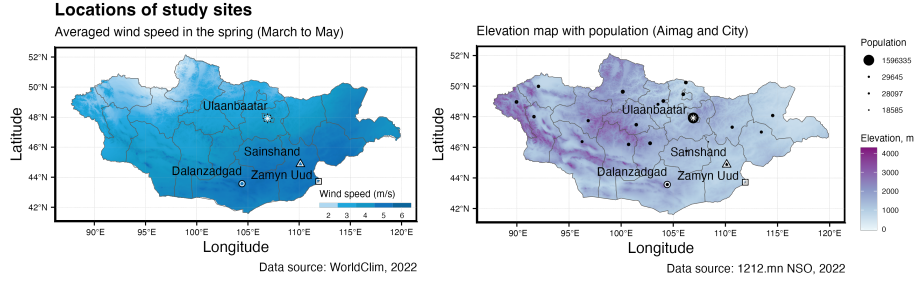 Locations of study sites
Averaged wind speed in the spring (March to May)
52°N
50°N
48°N
46°N
44°N
42°N
Latitude
Ulaanbaatar
Sainshand
Dalanzadgad
Zamyn Uud
Wind speed (m/s)
2 3 4 5 6
90°E 95°E 100°E 105°E 110°E 115°E 120°E
Longitude
Data source: WorldClim, 2022
Elevation map with population (Aimag and City)
52°N
50°N
48°N
46°N
44°N
42°N
Latitude
Ulaanbaatar
Sainshand
Dalanzadgad
Zamyn Uud
90°E 95°E 100°E 105°E 110°E 115°E 120°E
Longitude
Data source: 1212.mn NSO, 2022
Population
1596335
29645
28097
18585
Elevation, m
4000
3000
2000
1000
0